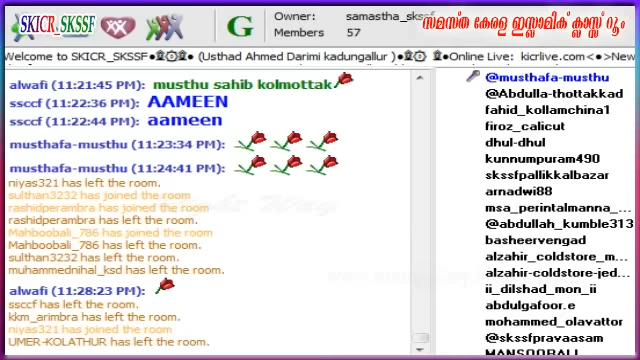 SKICR_SKSSF
G
Owner: samastha_skssf
Members 57
സമസ്ത കേരള ഇസ്ലാമിക് ക്ലാസ്സ് റൂം
Welcome to SKICR_SKSSF (Usthad Ahmed Darimi kadungallur ) Online Live: kicrlive.com<●>New
alwafi (11:21:45 PM): musthu sahib kolmottak
ssccf (11:22:36 PM): AAMEEN
ssccf (11:22:44 PM): aameen
musthafa-musthu (11:23:34 PM):
musthafa-musthu (11:24:41 PM):
niyas321 has left the room.
sulthan3232 has joined the room
rashidperambra has joined the room
rashidperambra has left the room.
Mahboobali_786 has joined the room
Mahboobali_786 has left the room.
sulthan3232 has left the room.
muhammednihal_ksd has left the room.
alwafi (11:28:23 PM):
ssccf has left the room.
kkm_arimbra has left the room.
niyas321 has joined the room
UMER-KOLATHUR has left the room.
@musthafa-musthu
@Abdulla-thottakkad
fahid_kollamchina1
firoz_calicut
dhul-dhul
kunnumpuram490
skssfpallikkalbazar
arnadwi88
msa_perintalmanna_...
@abdullah_kumble313
basheervengad
alzahir_coldstore_m...
alzahir-coldstore-jed...
ii_dilshad_mon_ii
abdulgafoor.e
mohammed_olavattor
@skssfpravaasam
MANSOORALI